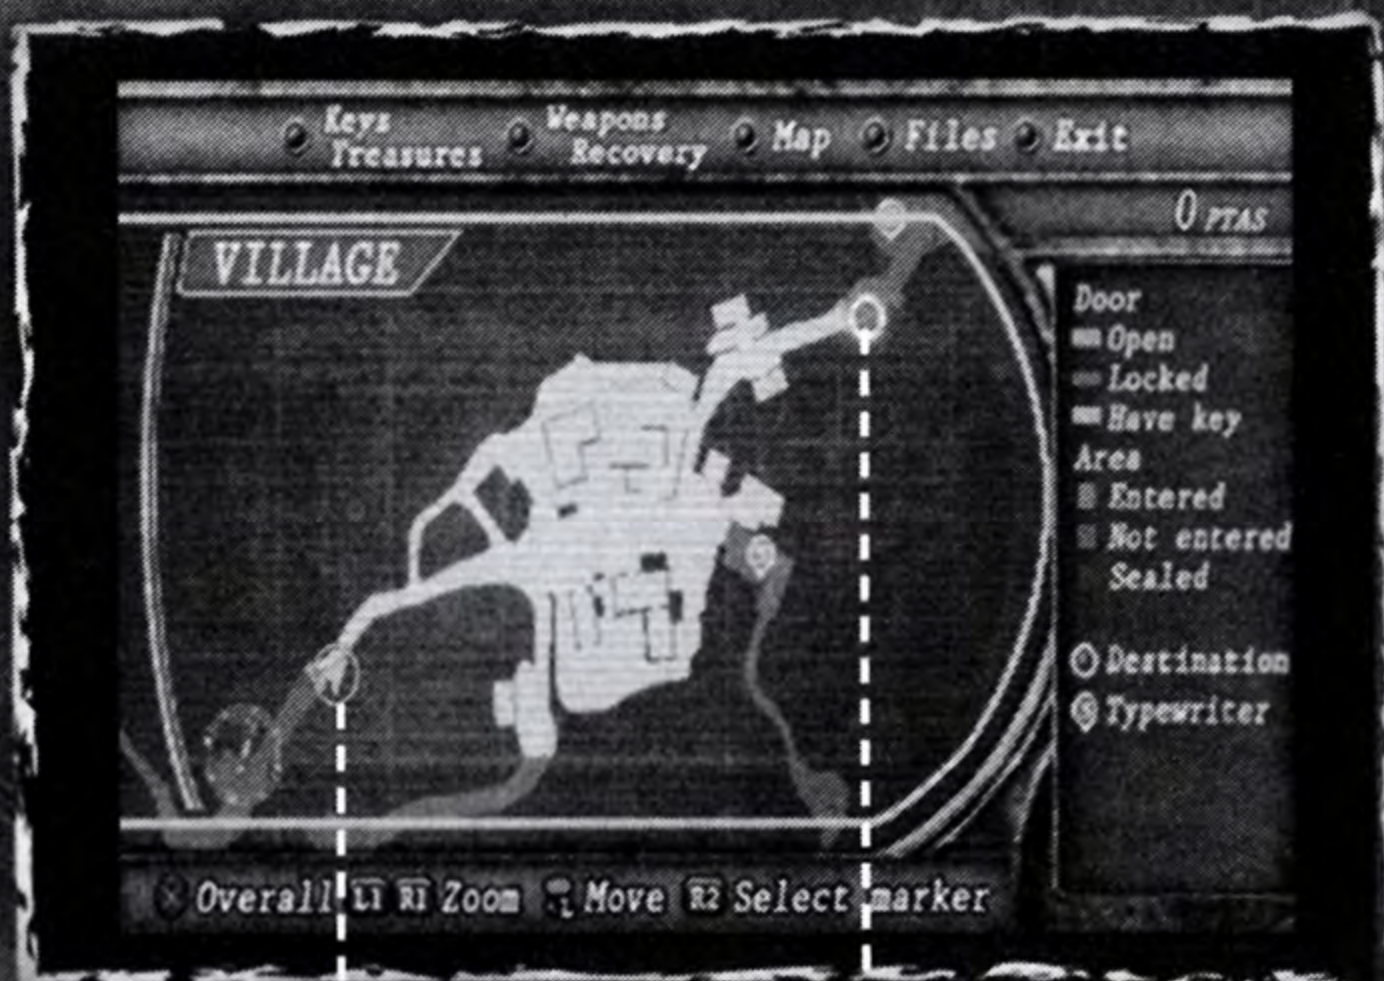 Keys
Treasures
Weapons
Recovery
Map
Files
Exit
0 PTAS
VILLAGE
Door
Open
Locked
Have key
Area
Entered
Not entered
Sealed
Destination
Typewriter
Overall L1 R1 Zoom L Move R2 Select marker